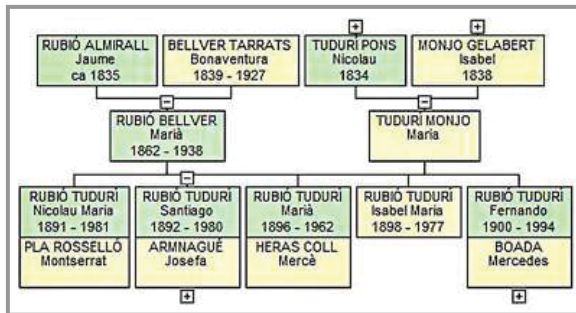 RUBIÓ ALMIRALL
Jaume
ca 1835
BELLVER TARRATS
Bonaventura
1839 - 1927
TUDURÍ PONS
Nicolau
1834
MONJO GELABERT
Isabel
1838
RUBIÓ BELLVER
Marià
1862 - 1938
TUDURÍ MONJO
Maria
RUBIÓ TUDURÍ
Nicolau Maria
1891 - 1981
PLA ROSSELLÓ
Montserrat
RUBIÓ TUDURÍ
Santiago
1892 - 1980
ARMNAGUÉ
Josefa
RUBIÓ TUDURÍ
Marià
1896 - 1962
HERAS COLL
Mercè
RUBIÓ TUDURÍ
Isabel Maria
1898 - 1977
RUBIÓ TUDURÍ
Fernando
1900 - 1994
BOADA
Mercedes